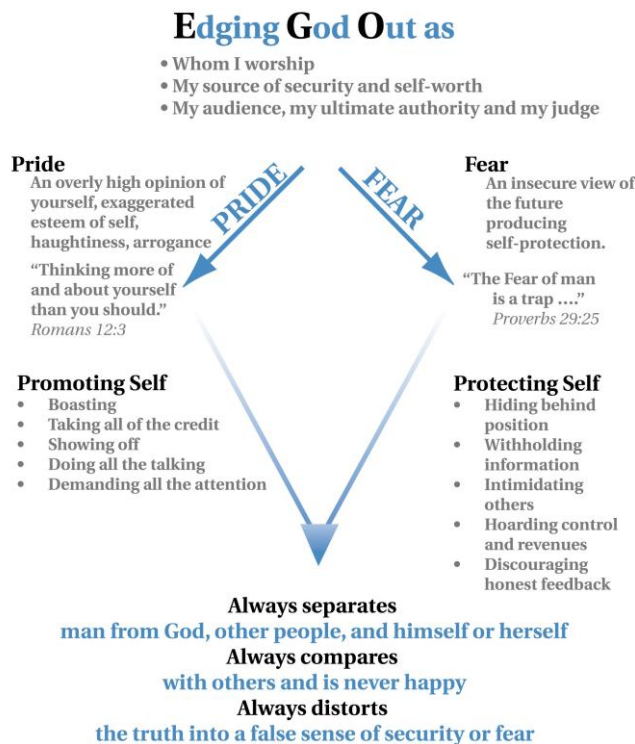 Edging God Out as
• Whom I worship
• My source of security and self-worth
• My audience, my ultimate authority and my judge
Pride
An overly high opinion of
yourself, exaggerated
esteem of self,
haughtiness, arrogance
“Thinking more of
and about yourself
than you should.”
Romans 12:3
PRIDE
FEAR
Fear
An insecure view of
the future
producing
self-protection.
“The Fear of man
is a trap ....”
Proverbs 29:25
Promoting Self
• Boasting
• Taking all of the credit
• Showing off
• Doing all the talking
• Demanding all the attention
Protecting Self
• Hiding behind
position
• Withholding
information
• Intimidating
others
• Hoarding control
and revenues
• Discouraging
honest feedback
Always separates
man from God, other people, and himself or herself
Always compares
with others and is never happy
Always distorts
the truth into a false sense of security or fear